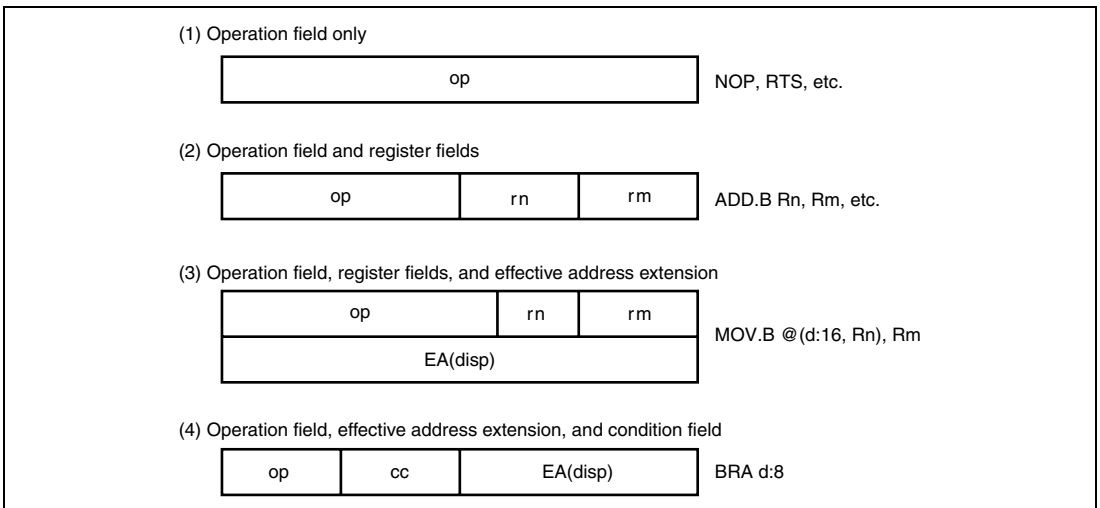 (1) Operation field only
op
NOP, RTS, etc.
(2) Operation field and register fields
op rn rm
ADD.B Rn, Rm, etc.
(3) Operation field, register fields, and effective address extension
op rn rm
EA(disp)
MOV.B @(d:16, Rn), Rm
(4) Operation field, effective address extension, and condition field
op cc EA(disp)
BRA d:8